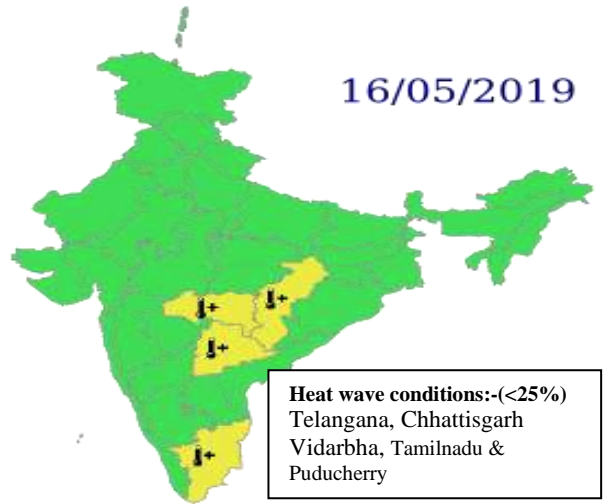 16/05/2019
Heat wave conditions:-(<25%)
Telangana, Chhattisgarh
Vidarbha, Tamilnadu &
Puducherry